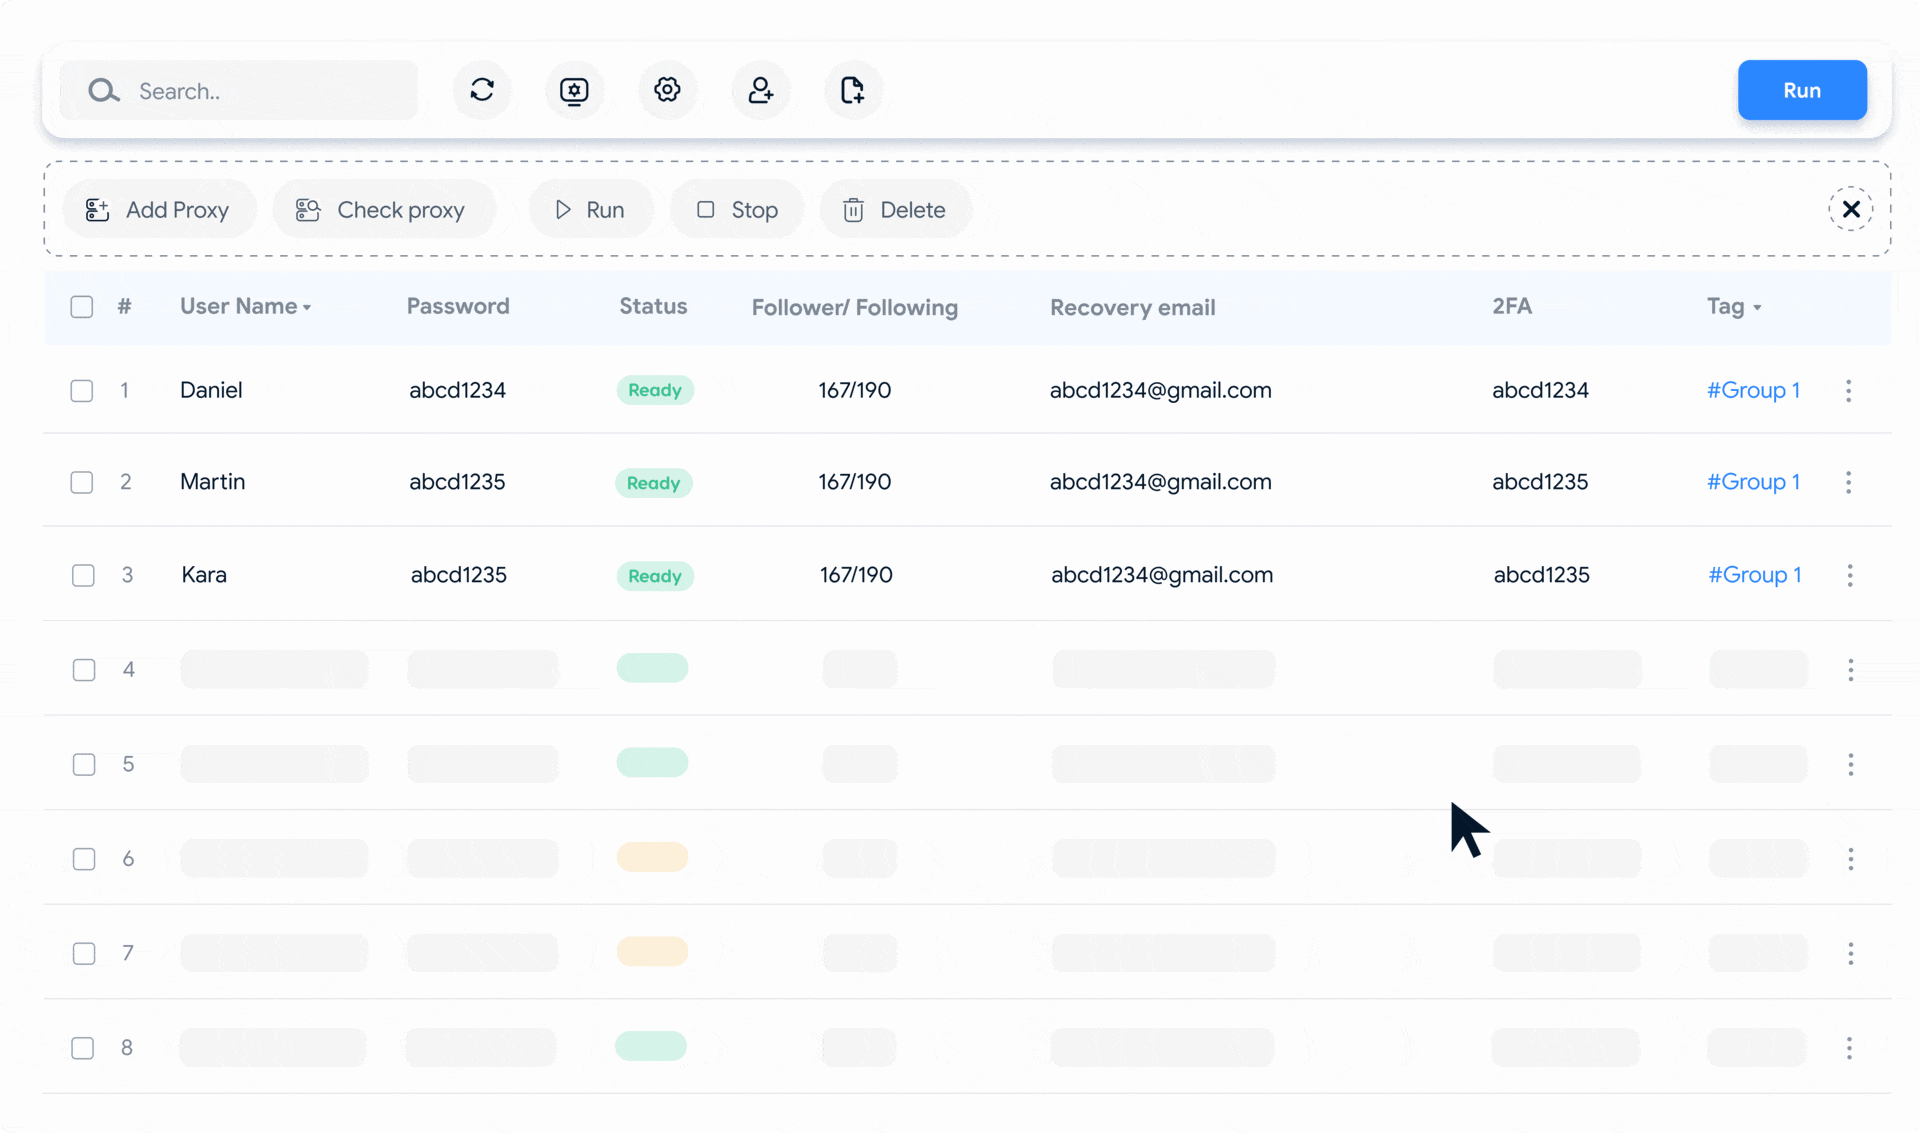 Search..
Run
Add Proxy Check proxy Run Stop Delete
# User Name Password Status Follower/ Following Recovery email 2FA Tag
1 Daniel abcd1234 Ready 167/190 abcd1234@gmail.com abcd1234 #Group 1
2 Martin abcd1235 Ready 167/190 abcd1234@gmail.com abcd1235 #Group 1
3 Kara abcd1235 Ready 167/190 abcd1234@gmail.com abcd1235 #Group 1
4
5
6
7
8